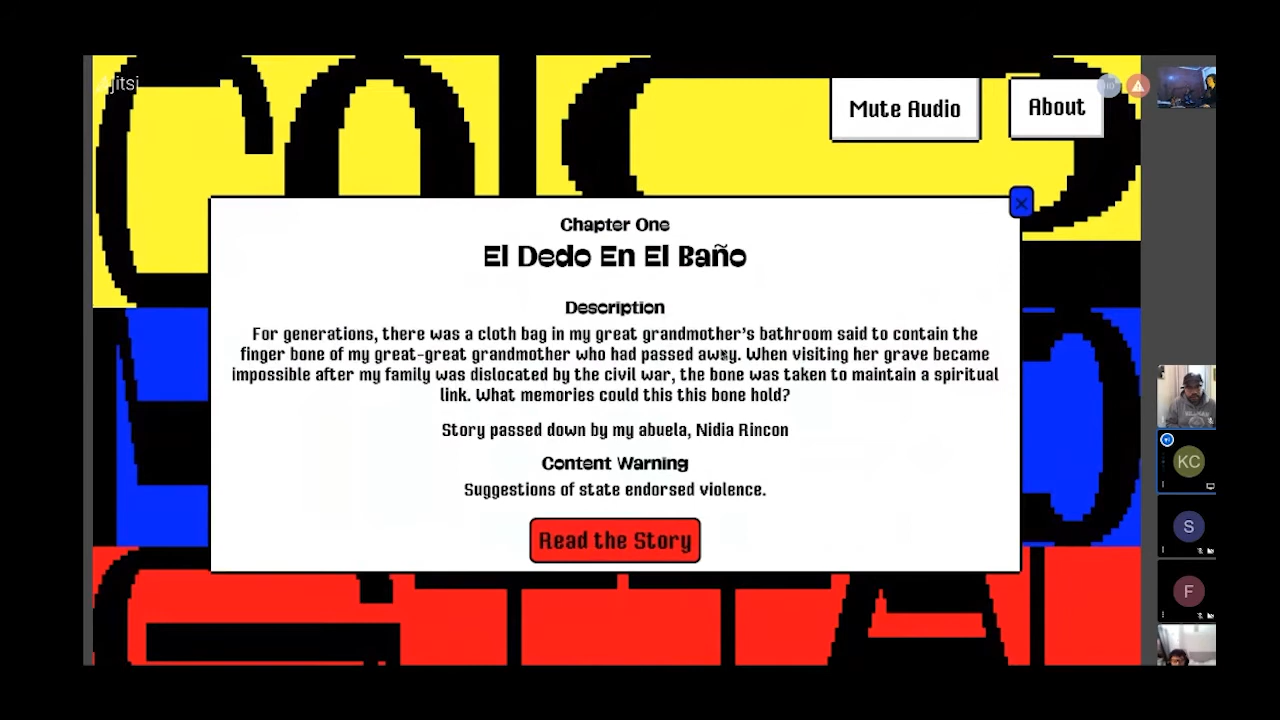 jitsi
Mute Audio
About
HD
Chapter One
El Dedo En El Baño
Description
For generations, there was a cloth bag in my great grandmother's bathroom said to contain the
finger bone of my great-great grandmother who had passed away. When visiting her grave became
impossible after my family was dislocated by the civil war, the bone was taken to maintain a spiritual
link. What memories could this this bone hold?
Story passed down by my abuela, Nidia Rincon
Content Warning
Suggestions of state endorsed violence.
Read the Story
KC
S
F